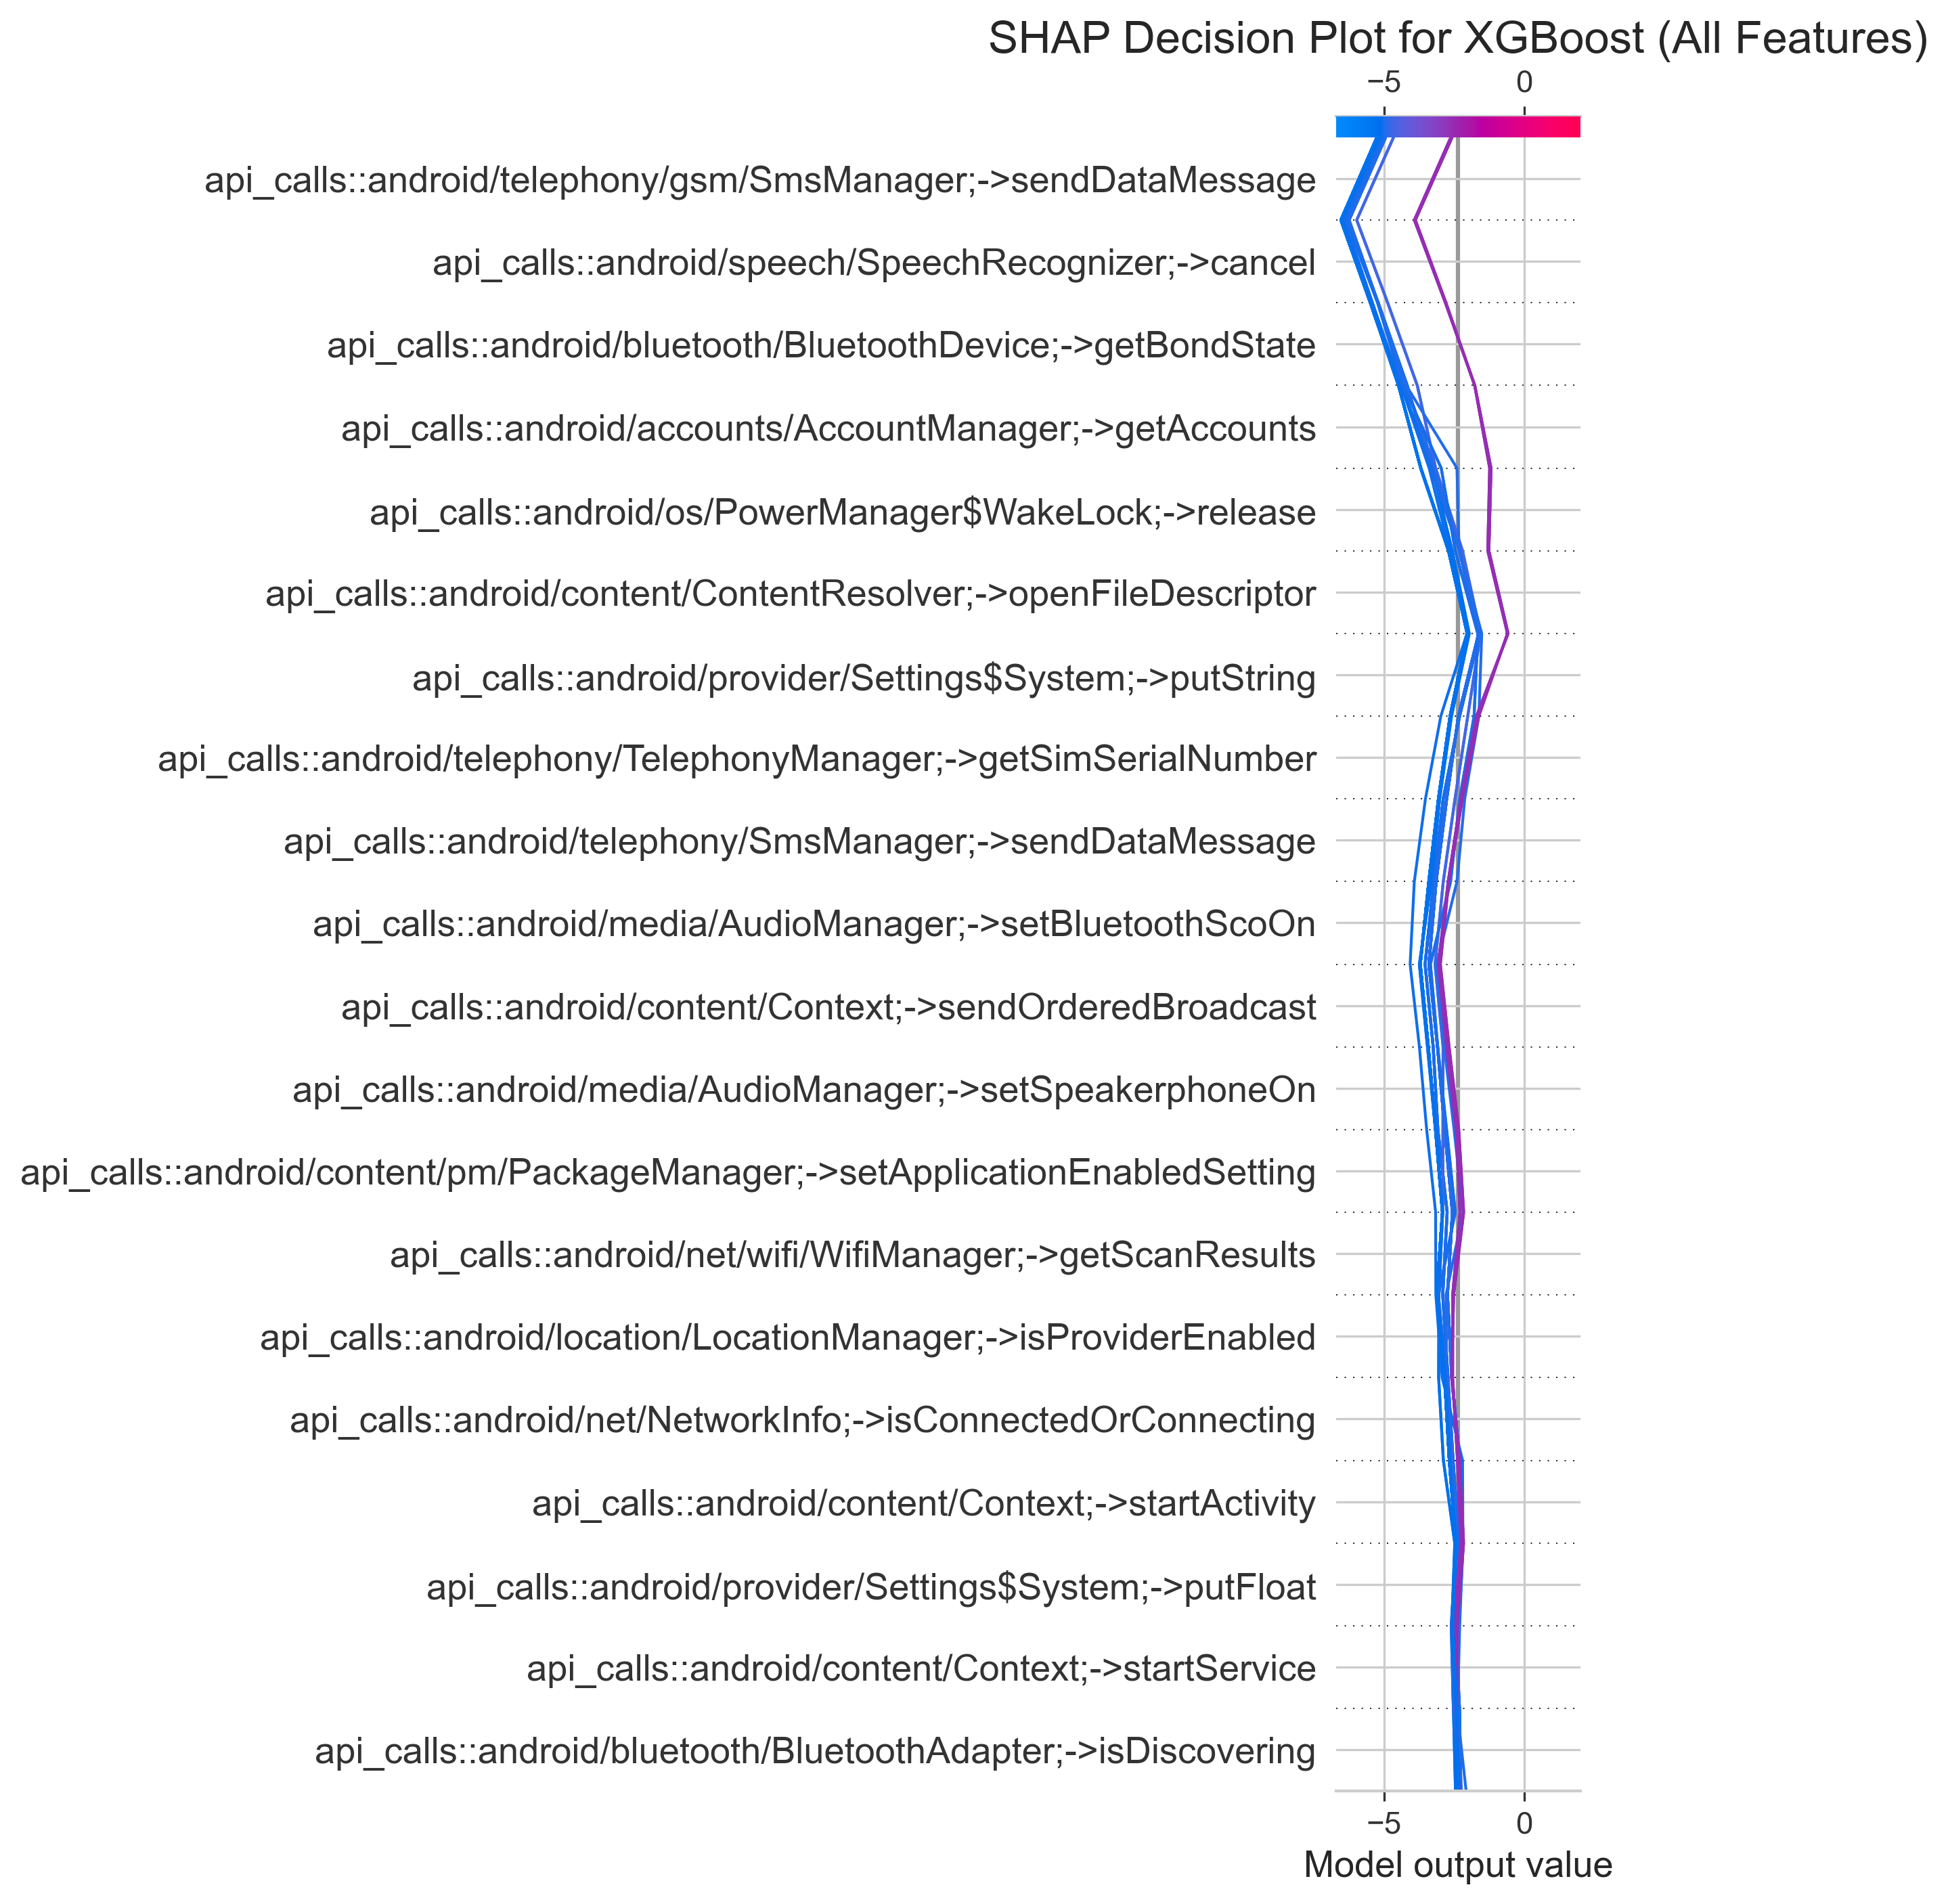 SHAP Decision Plot for XGBoost (All Features)
−5 0
api_calls::android/telephony/gsm/SmsManager;->sendDataMessage
api_calls::android/speech/SpeechRecognizer;->cancel
api_calls::android/bluetooth/BluetoothDevice;->getBondState
api_calls::android/accounts/AccountManager;->getAccounts
api_calls::android/os/PowerManager$WakeLock;->release
api_calls::android/content/ContentResolver;->openFileDescriptor
api_calls::android/provider/Settings$System;->putString
api_calls::android/telephony/TelephonyManager;->getSimSerialNumber
api_calls::android/telephony/SmsManager;->sendDataMessage
api_calls::android/media/AudioManager;->setBluetoothScoOn
api_calls::android/content/Context;->sendOrderedBroadcast
api_calls::android/media/AudioManager;->setSpeakerphoneOn
api_calls::android/content/pm/PackageManager;->setApplicationEnabledSetting
api_calls::android/net/wifi/WifiManager;->getScanResults
api_calls::android/location/LocationManager;->isProviderEnabled
api_calls::android/net/NetworkInfo;->isConnectedOrConnecting
api_calls::android/content/Context;->startActivity
api_calls::android/provider/Settings$System;->putFloat
api_calls::android/content/Context;->startService
api_calls::android/bluetooth/BluetoothAdapter;->isDiscovering
−5 0
Model output value